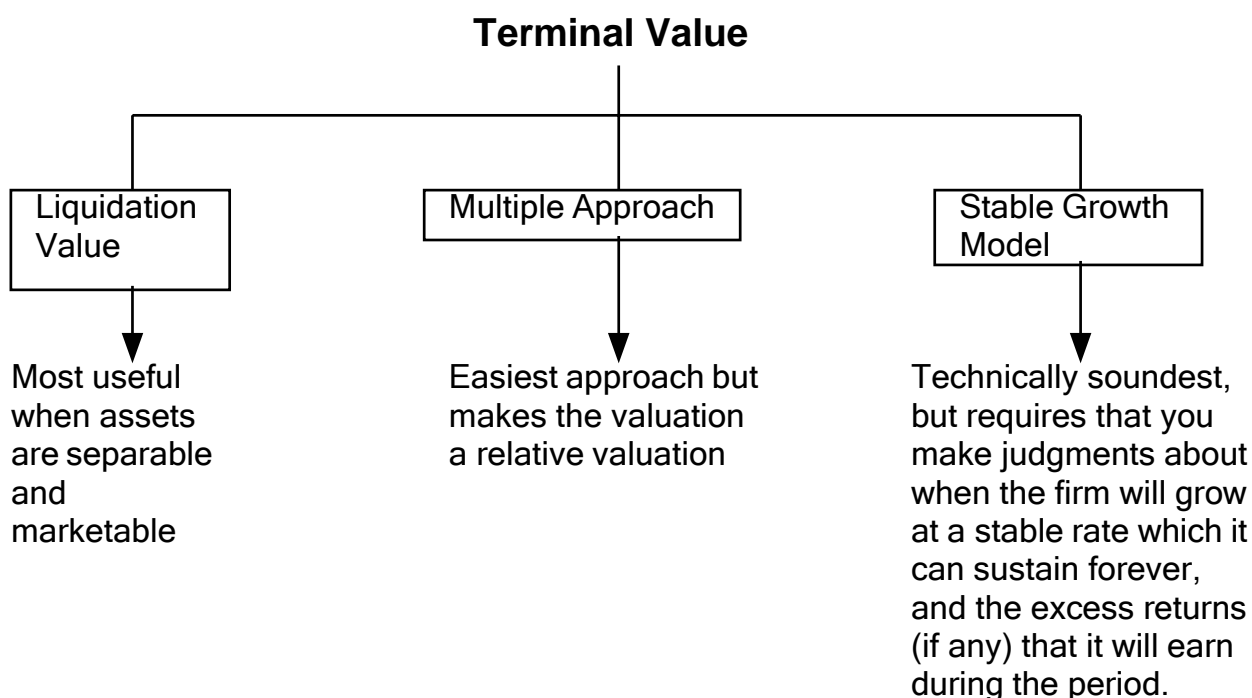 Terminal Value
Liquidation
Value
Multiple Approach
Stable Growth
Model
Most useful
when assets
are separable
and
marketable
Easiest approach but
makes the valuation
a relative valuation
Technically soundest,
but requires that you
make judgments about
when the firm will grow
at a stable rate which it
can sustain forever,
and the excess returns
(if any) that it will earn
during the period.